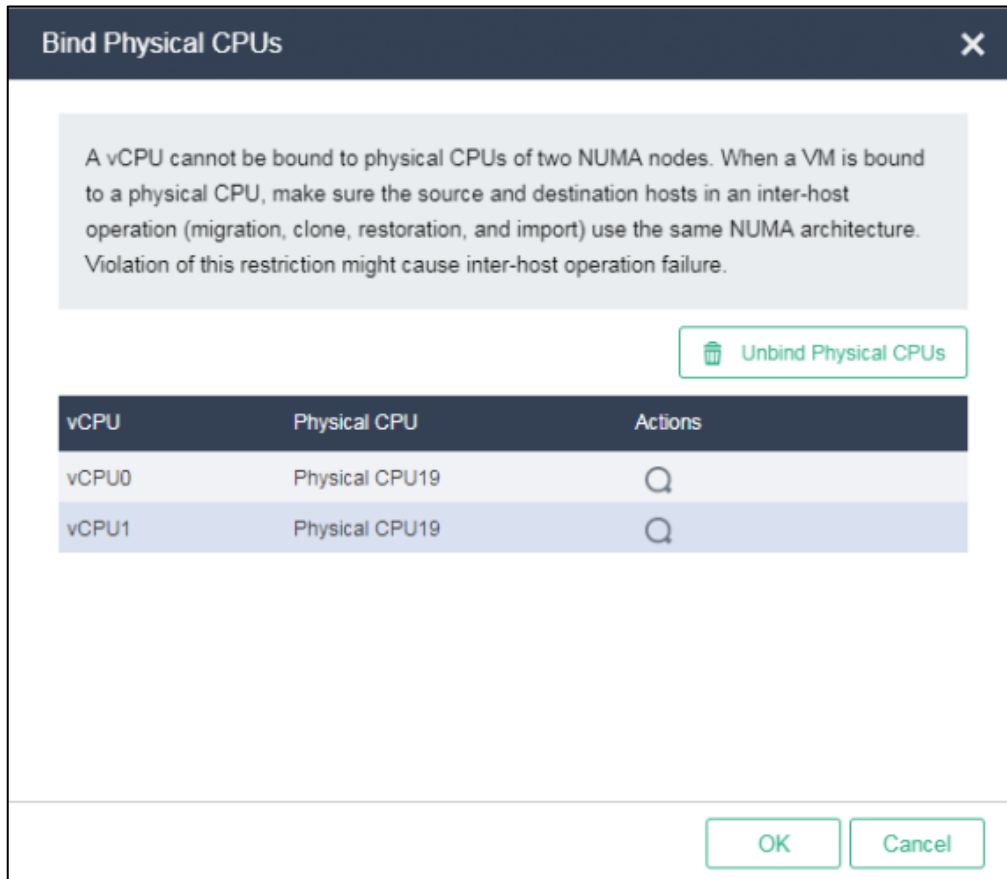 Bind Physical CPUs
A vCPU cannot be bound to physical CPUs of two NUMA nodes. When a VM is bound
to a physical CPU, make sure the source and destination hosts in an inter-host
operation (migration, clone, restoration, and import) use the same NUMA architecture.
Violation of this restriction might cause inter-host operation failure.
Unbind Physical CPUs
vCPU Physical CPU Actions
vCPU0 Physical CPU19
vCPU1 Physical CPU19
OK Cancel